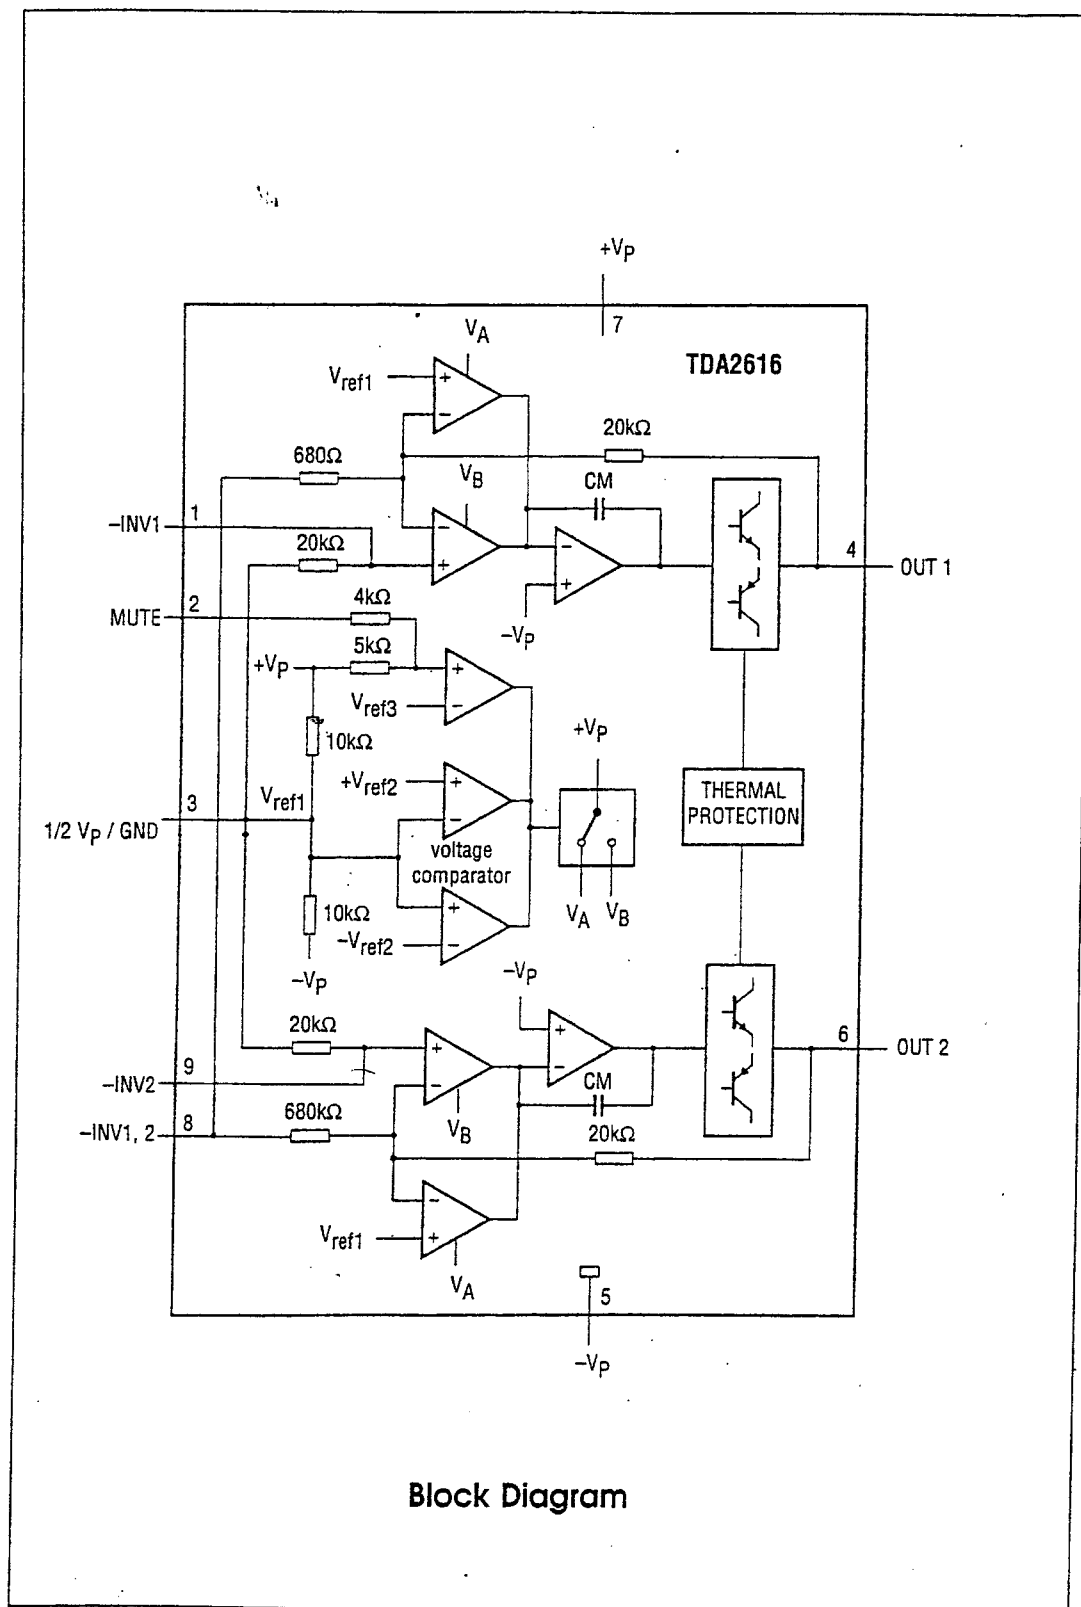 +VP
7
TDA2616
VA
Vref1
20kΩ
680Ω
VB
CM
–INV1
1
20kΩ
4
OUT 1
MUTE
2
4kΩ
–VP
5kΩ
+VP
Vref3
10kΩ
+VP
+Vref2
THERMAL
PROTECTION
3
Vref1
1/2 VP / GND
voltage
comparator
10kΩ
VA
VB
–Vref2
–VP
–VP
20kΩ
6
OUT 2
9
–INV2
CM
8
–INV1, 2
680kΩ
VB
20kΩ
Vref1
VA
5
–VP
Block Diagram